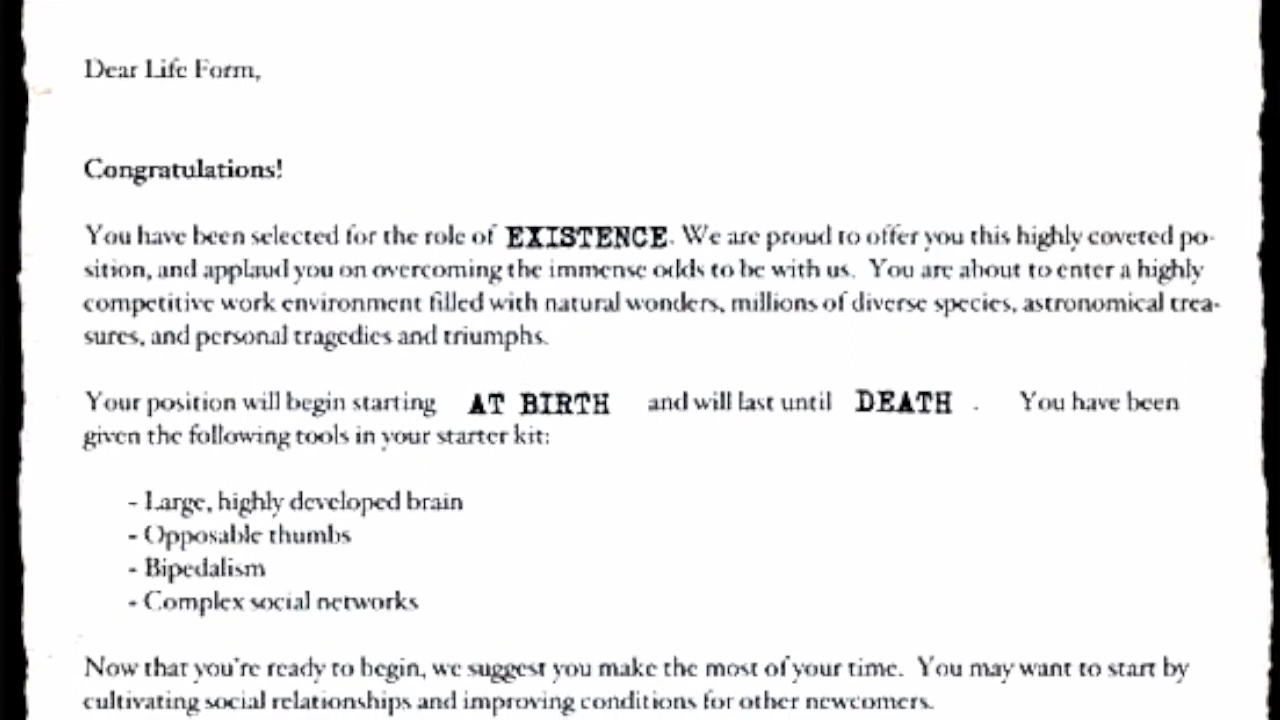 Dear Life Form,
Congratulations!
You have been selected for the role of EXISTENCE. We are proud to offer you this highly coveted po-
sition, and applaud you on overcoming the immense odds to be with us. You are about to enter a highly
competitive work environment filled with natural wonders, millions of diverse species, astronomical trea-
sures, and personal tragedies and triumphs.
Your position will begin starting AT BIRTH and will last until DEATH . You have been
given the following tools in your starter kit:
- Large, highly developed brain
- Opposable thumbs
- Bipedalism
- Complex social networks
Now that you're ready to begin, we suggest you make the most of your time. You may want to start by
cultivating social relationships and improving conditions for other newcomers.